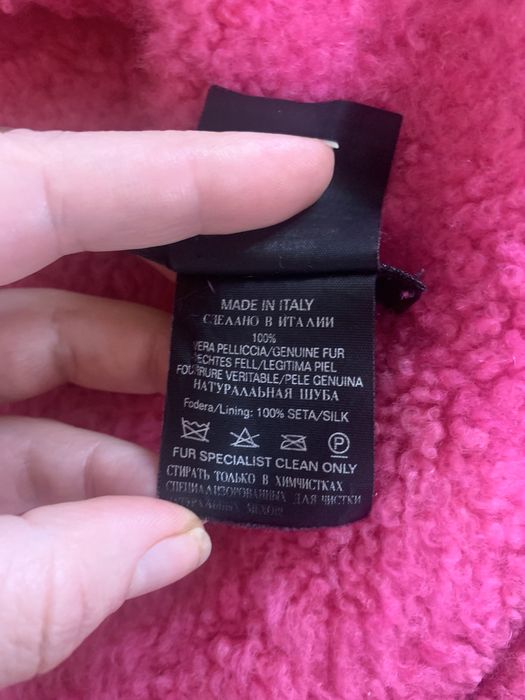 MADE IN ITALY
СДЕЛАНО В ИТАЛИИ
100%
VERA PELLICCIA/GENUINE FUR
ECHTES FELL/LEGITIMA PIEL
FOURRURE VERITABLE/PELE GENUINA
НАТУРАЛЬНАЯ ШУБА
Fodera/Lining: 100% SETA/SILK
P
FUR SPECIALIST CLEAN ONLY
СТИРАТЬ ТОЛЬКО В ХИМЧИСТКАХ
СПЕЦИАЛИЗОРОВАННЫХ ДЛЯ ЧИСТКИ